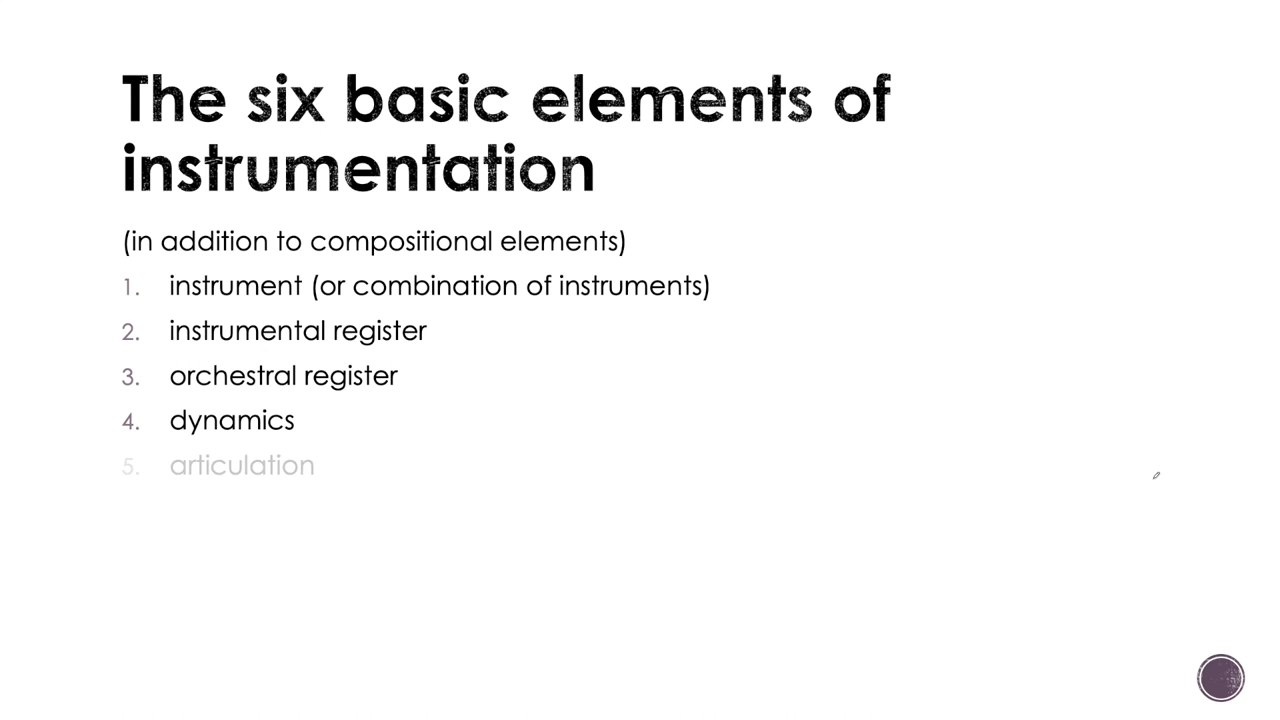 The six basic elements of
instrumentation
(in addition to compositional elements)
1. instrument (or combination of instruments)
2. instrumental register
3. orchestral register
4. dynamics
5. articulation